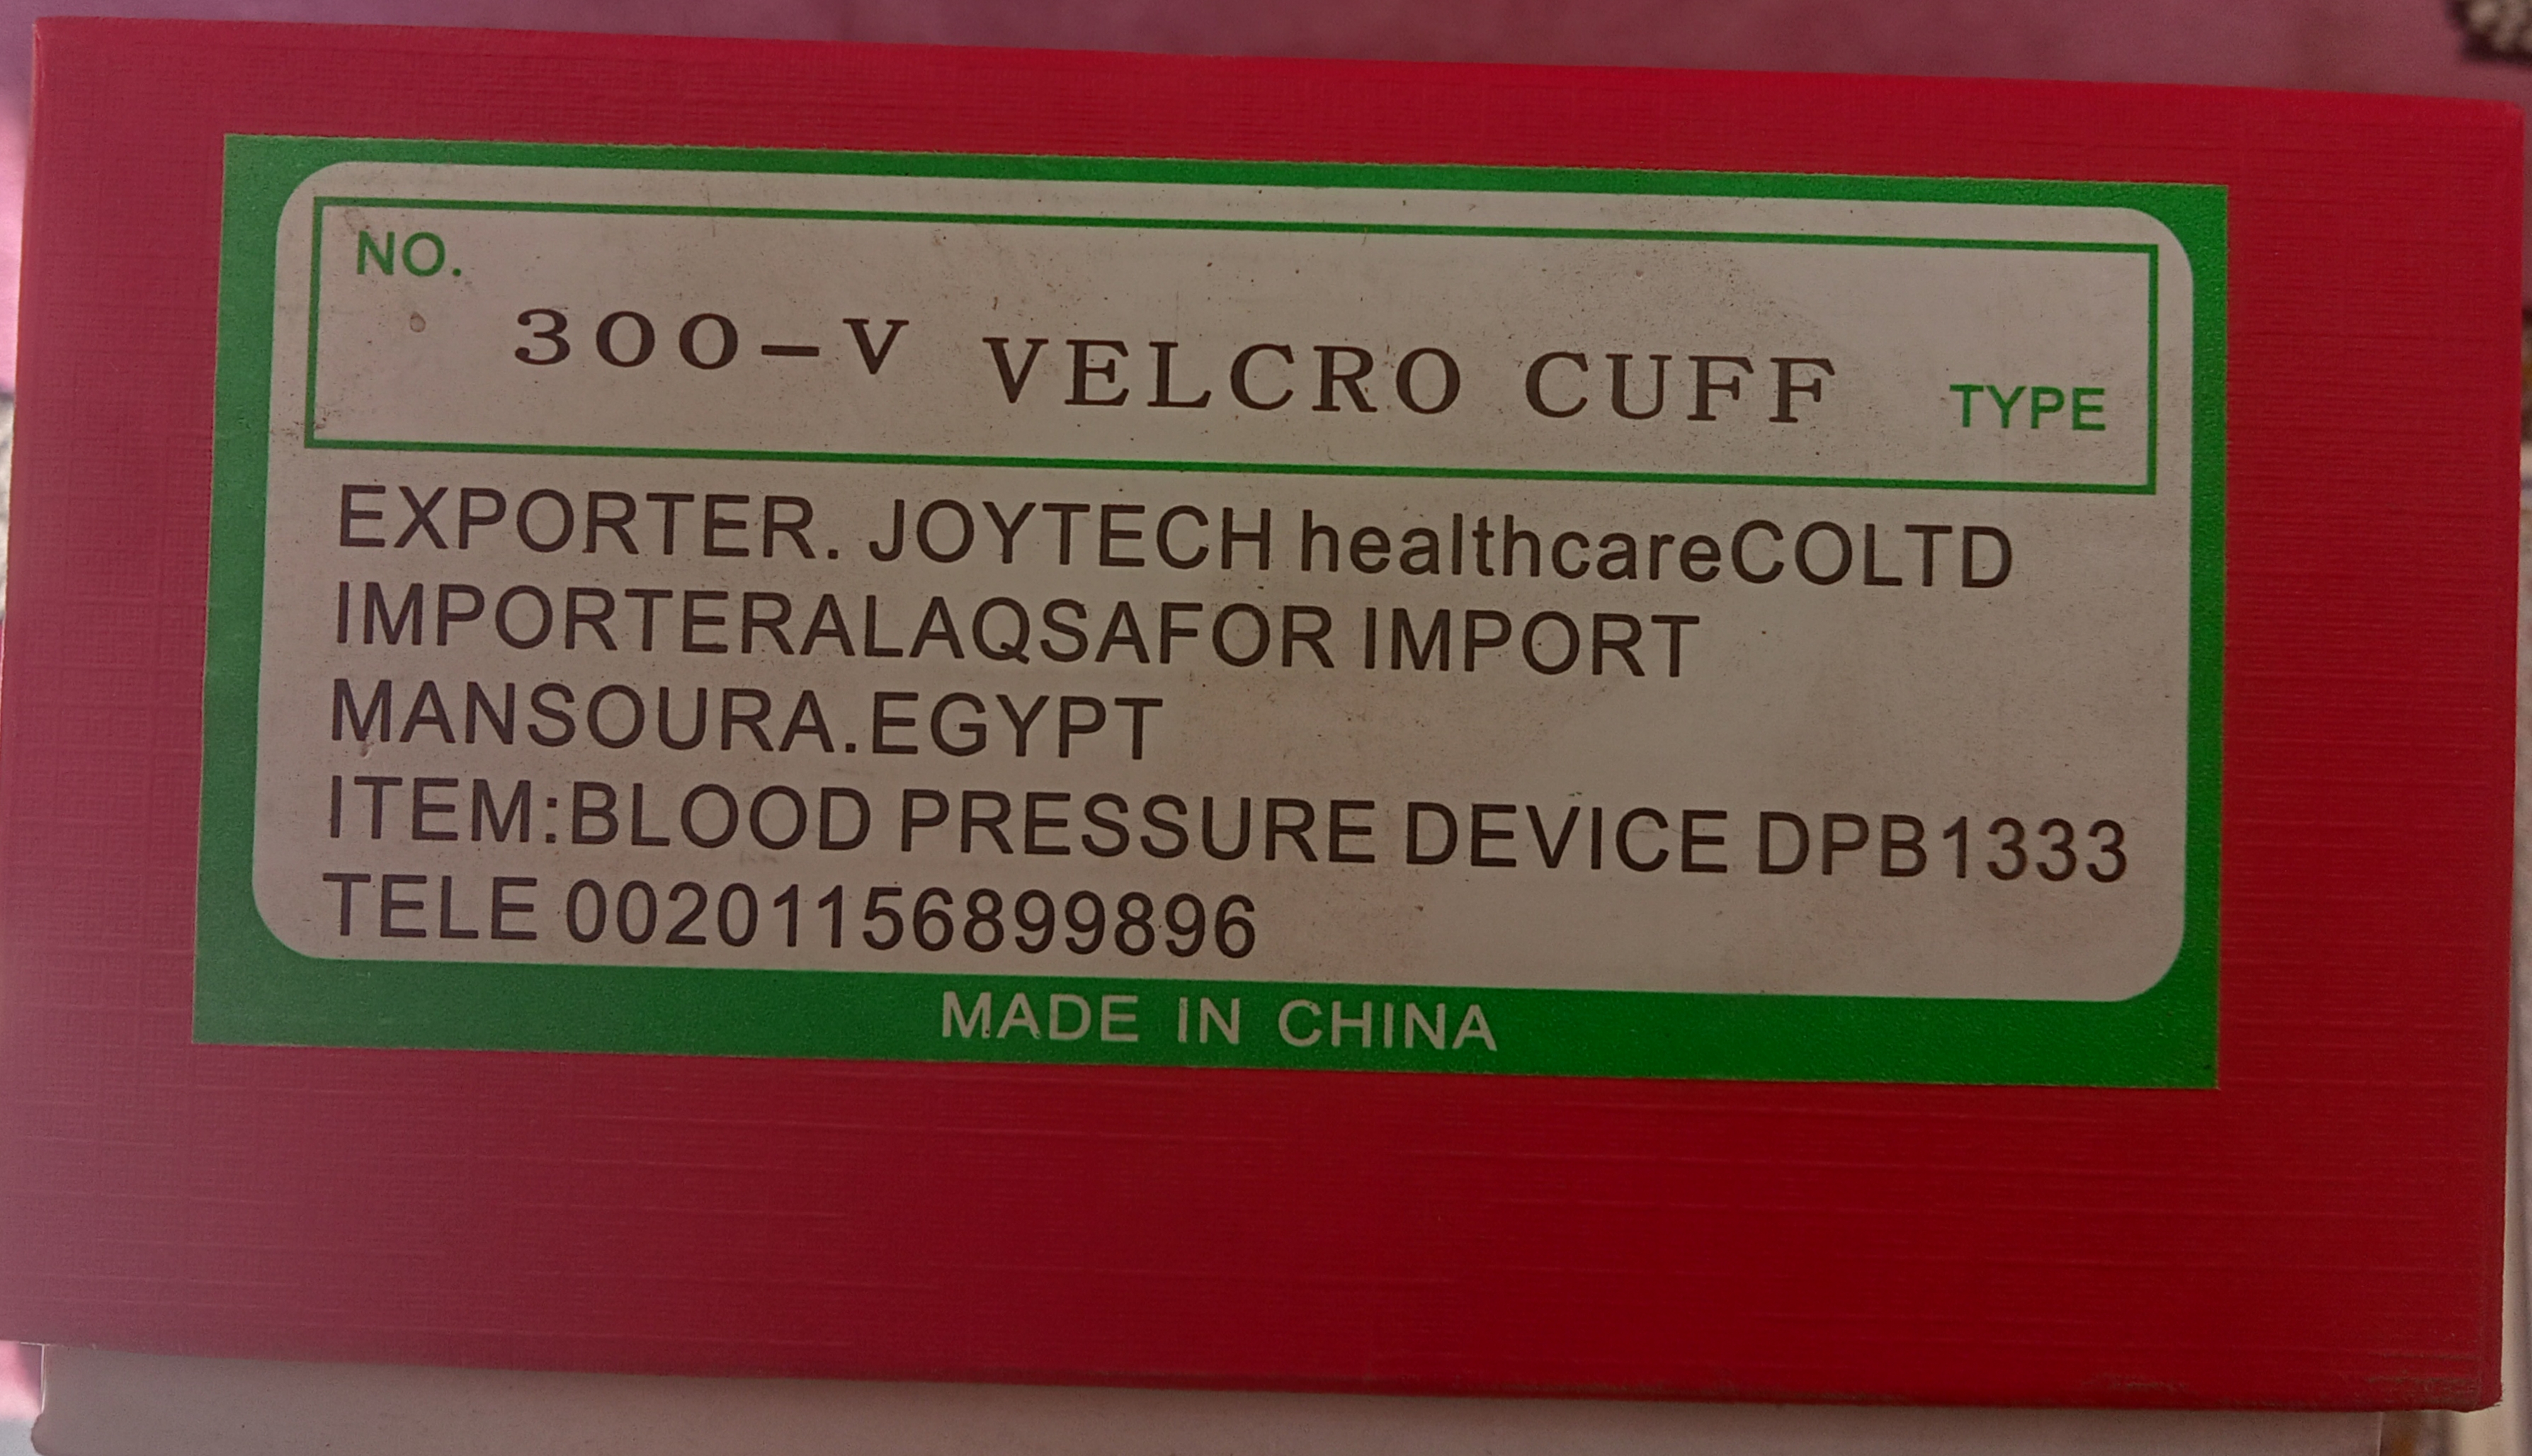 NO.
300-V VELCRO CUFF TYPE
EXPORTER. JOYTECH healthcareCOLTD
IMPORTERALAQSAFOR IMPORT
MANSOURA.EGYPT
ITEM:BLOOD PRESSURE DEVICE DPB1333
TELE 00201156899896
MADE IN CHINA